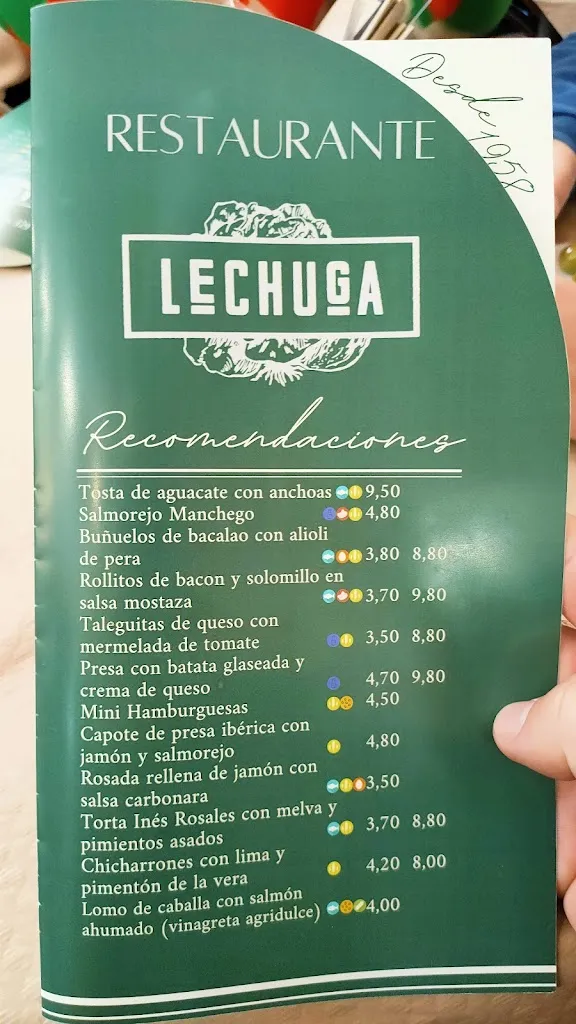 Desde 1958
RESTAURANTE
LECHUGA
Recomendaciones
Tosta de aguacate con anchoas 9,50
Salmorejo Manchego 4,80
Buñuelos de bacalao con alioli
de pera 3,80 8,80
Rollitos de bacon y solomillo en
salsa mostaza 3,70 9,80
Taleguitas de queso con
mermelada de tomate 3,50 8,80
Presa con batata glaseada y
crema de queso 4,70 9,80
Mini Hamburguesas 4,50
Capote de presa ibérica con
jamón y salmorejo 4,80
Rosada rellena de jamón con
salsa carbonara 3,50
Torta Inés Rosales con melva y
pimientos asados 3,70 8,80
Chicharrones con lima y
pimentón de la vera 4,20 8,00
Lomo de caballa con salmón
ahumado (vinagreta agridulce) 4,00